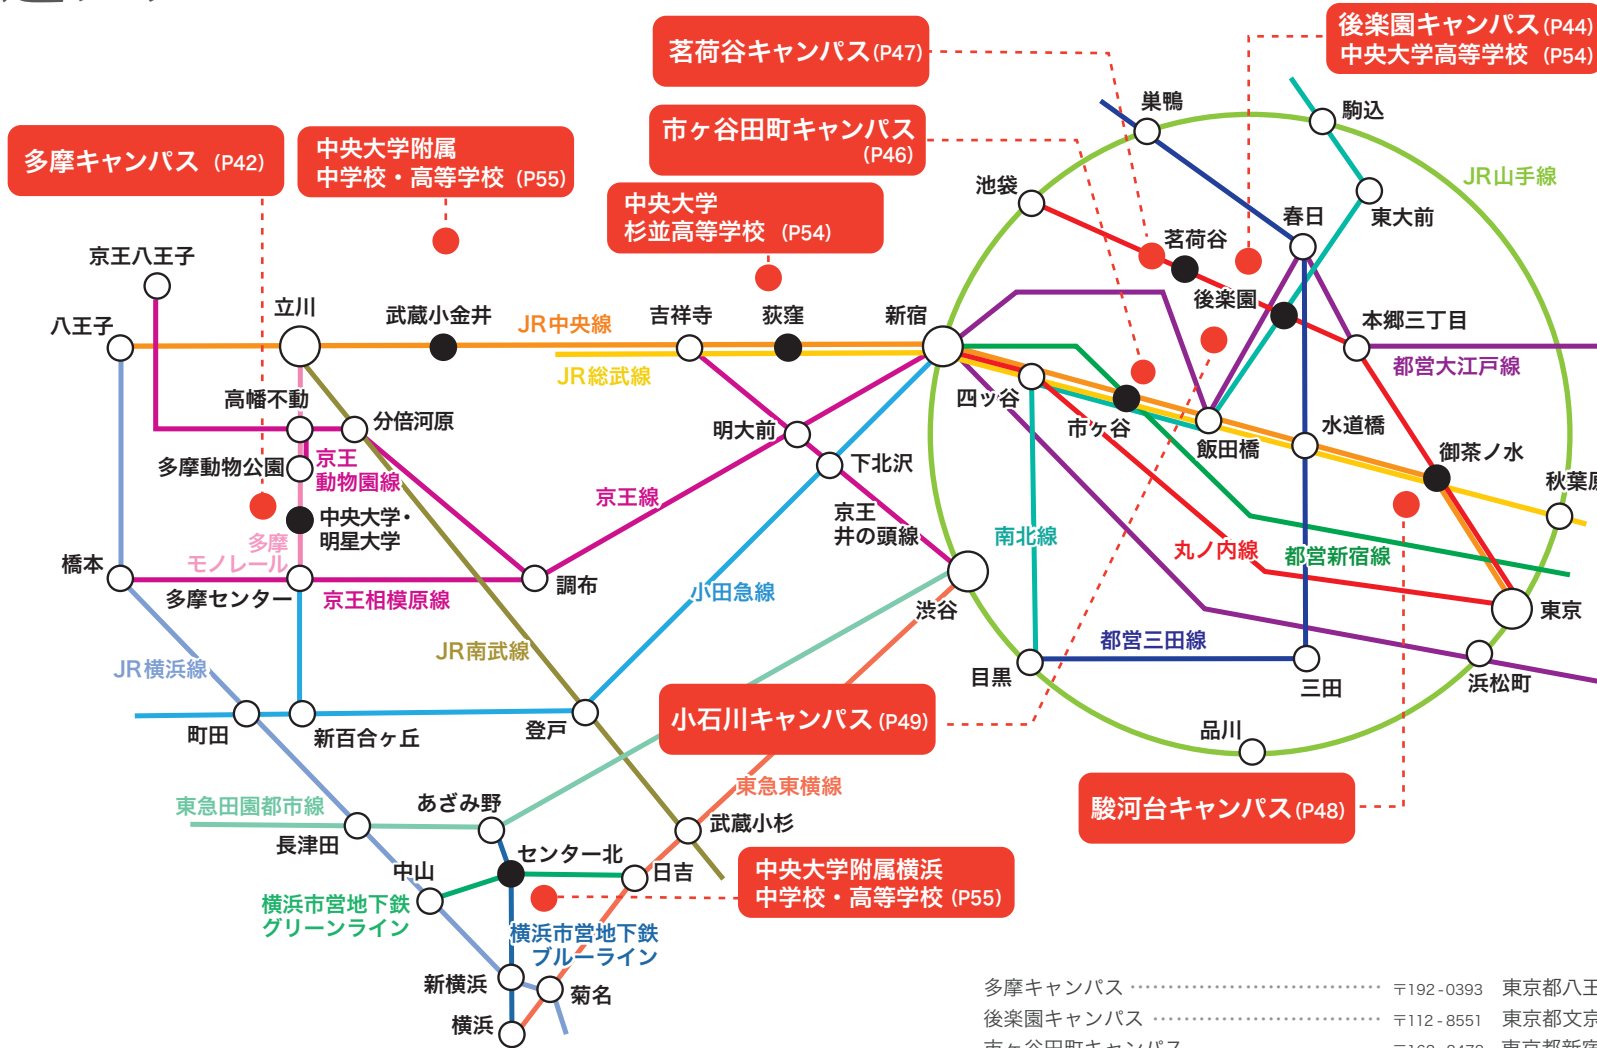 茗荷谷キャンパス(P47)
後楽園キャンパス(P44)
中央大学高等学校 (P54)
多摩キャンパス (P42)
中央大学附属
中学校・高等学校 (P55)
市ヶ谷田町キャンパス
(P46)
中央大学
杉並高等学校 (P54)
巣鴨
駒込
JR山手線
池袋
東大前
春日
茗荷谷
後楽園
本郷三丁目
都営大江戸線
京王八王子
八王子
立川
武蔵小金井
JR中央線
吉祥寺
荻窪
新宿
JR総武線
四ッ谷
市ヶ谷
飯田橋
水道橋
御茶ノ水
高幡不動
分倍河原
明大前
多摩動物公園
京王
動物園線
下北沢
京王線
京王
井の頭線
中央大学・
明星大学
多摩
モノレール
南北線
丸ノ内線
都営新宿線
橋本
多摩センター
京王相模原線
調布
小田急線
渋谷
東京
JR南武線
都営三田線
JR横浜線
目黒
三田
浜松町
町田
新百合ヶ丘
登戸
小石川キャンパス(P49)
品川
東急東横線
駿河台キャンパス(P48)
東急田園都市線
あざみ野
長津田
武蔵小杉
センター北
中山
日吉
中央大学附属横浜
中学校・高等学校 (P55)
横浜市営地下鉄
グリーンライン
横浜市営地下鉄
ブルーライン
新横浜
菊名
横浜
多摩キャンパス 〒192-0393 東京都八王
後楽園キャンパス 〒112-8551 東京都文京